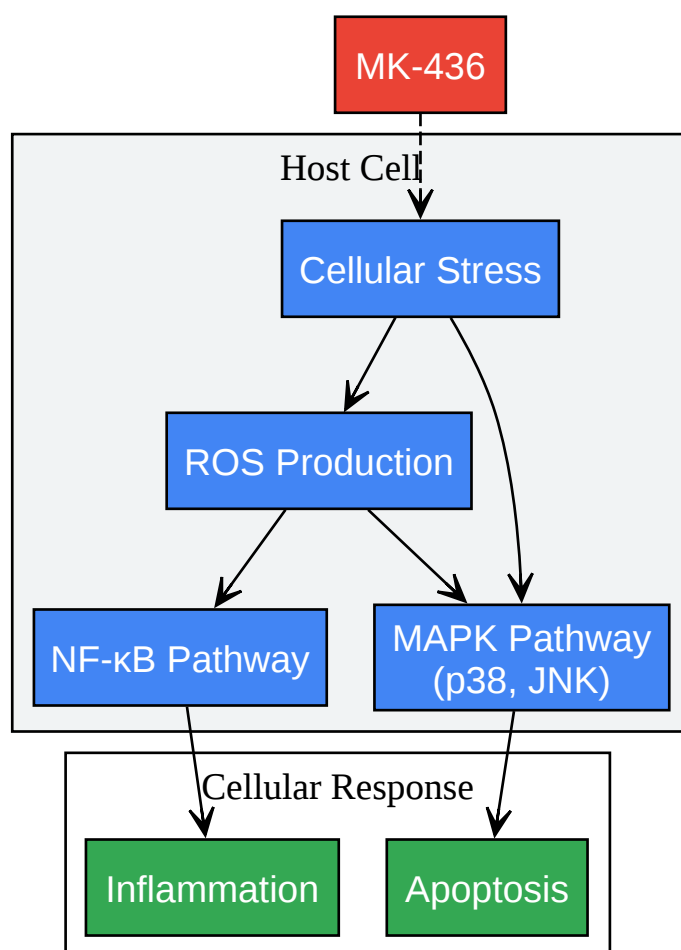 MK-436
Host Cell
Cellular Stress
ROS Production
NF-κB Pathway
MAPK Pathway
(p38, JNK)
Cellular Response
Inflammation
Apoptosis